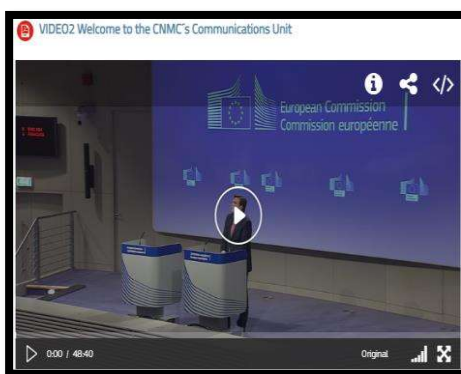 VIDEO2 Welcome to the CNMC´s Communications Unit
European Commission
Commission européenne
0:00 / 48:40
Original